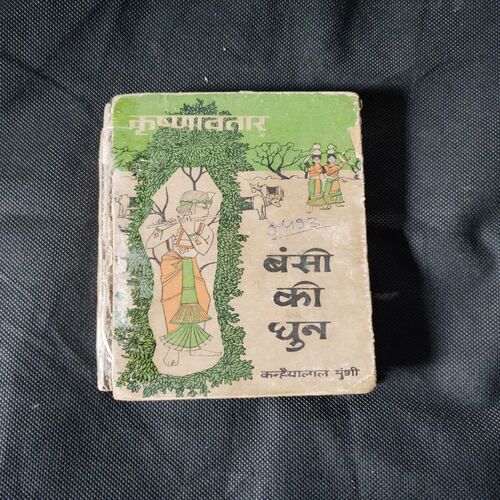 कृष्णावतार
बंसी
की
धुन
कन्हैयालाल मुंशी